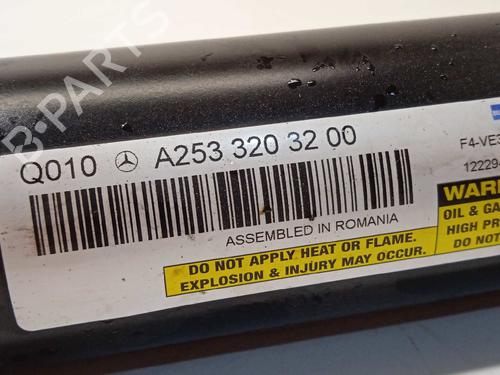 Q010 A253 320 32 00
ASSEMBLED IN ROMANIA
DO NOT APPLY HEAT OR FLAME.
EXPLOSION & INJURY MAY OCCUR.
F4-VE3
12229
WARN
OIL & GA
HIGH PR
DO NOT
B-PARTS